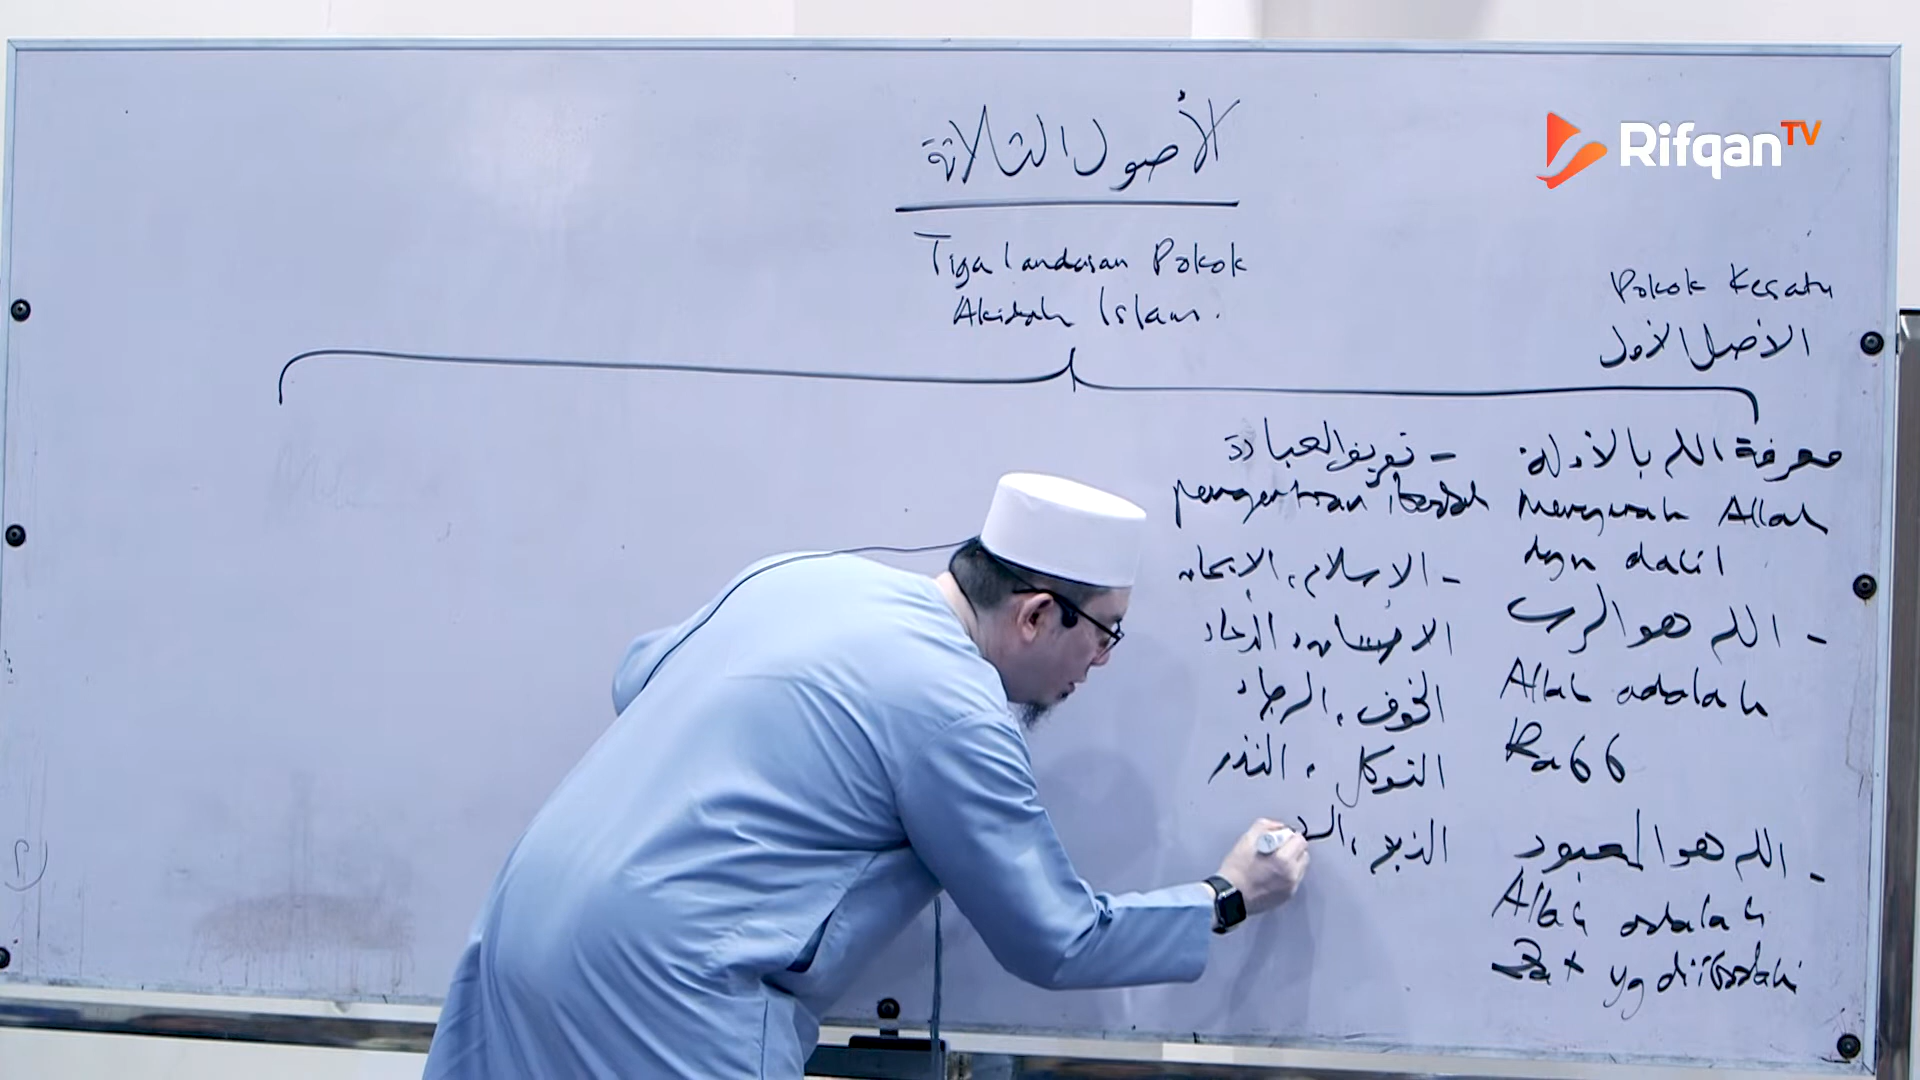 Rifqan TV
الأصول الثلاثة
Tiga landasan Pokok
Akidah Islam.
Pokok Kesatu
الأصل الأول
معرفة الله بالأدلة
Mengenal Allah
dgn dalil
- الله هو الرب
Allah adalah
Rabb
- الله هو المعبود
Allah adalah
Zat yg diibadahi
- تعريف العبادة
pengertian ibadah
- الإسلام، الإيمان
الإحسان، الدعاء
الخوف، الرجاء
التوكل، النذر
الذبح،